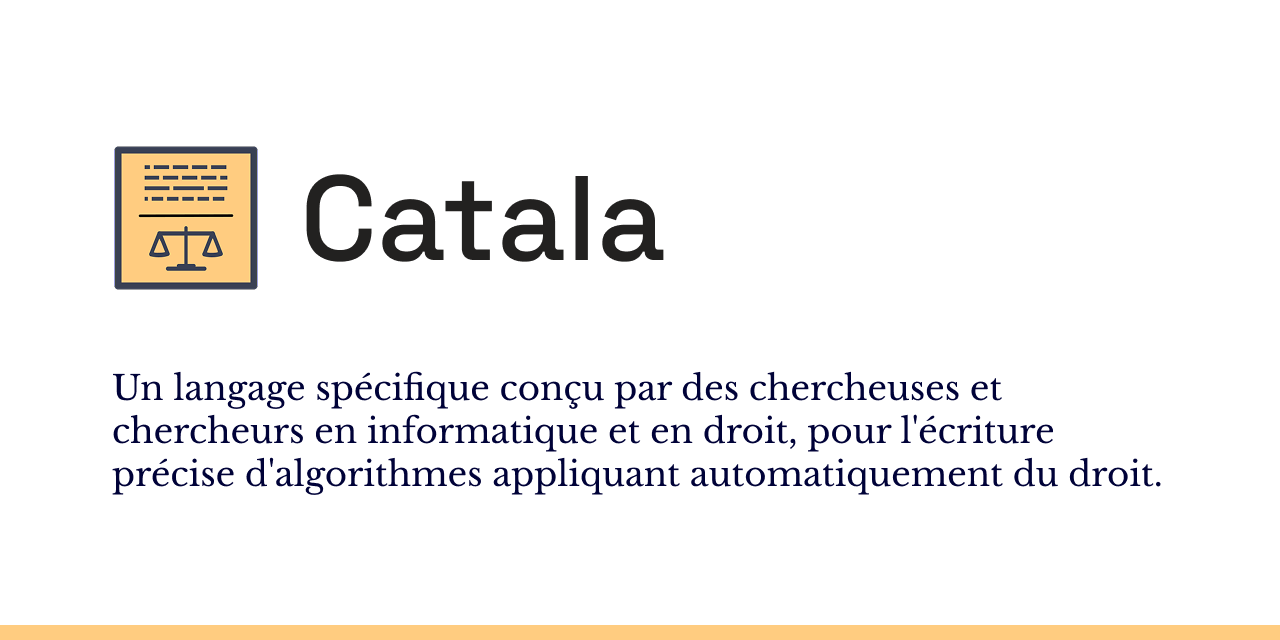 Catala
Un langage spécifique conçu par des chercheuses et
chercheurs en informatique et en droit, pour l'écriture
précise d'algorithmes appliquant automatiquement du droit.